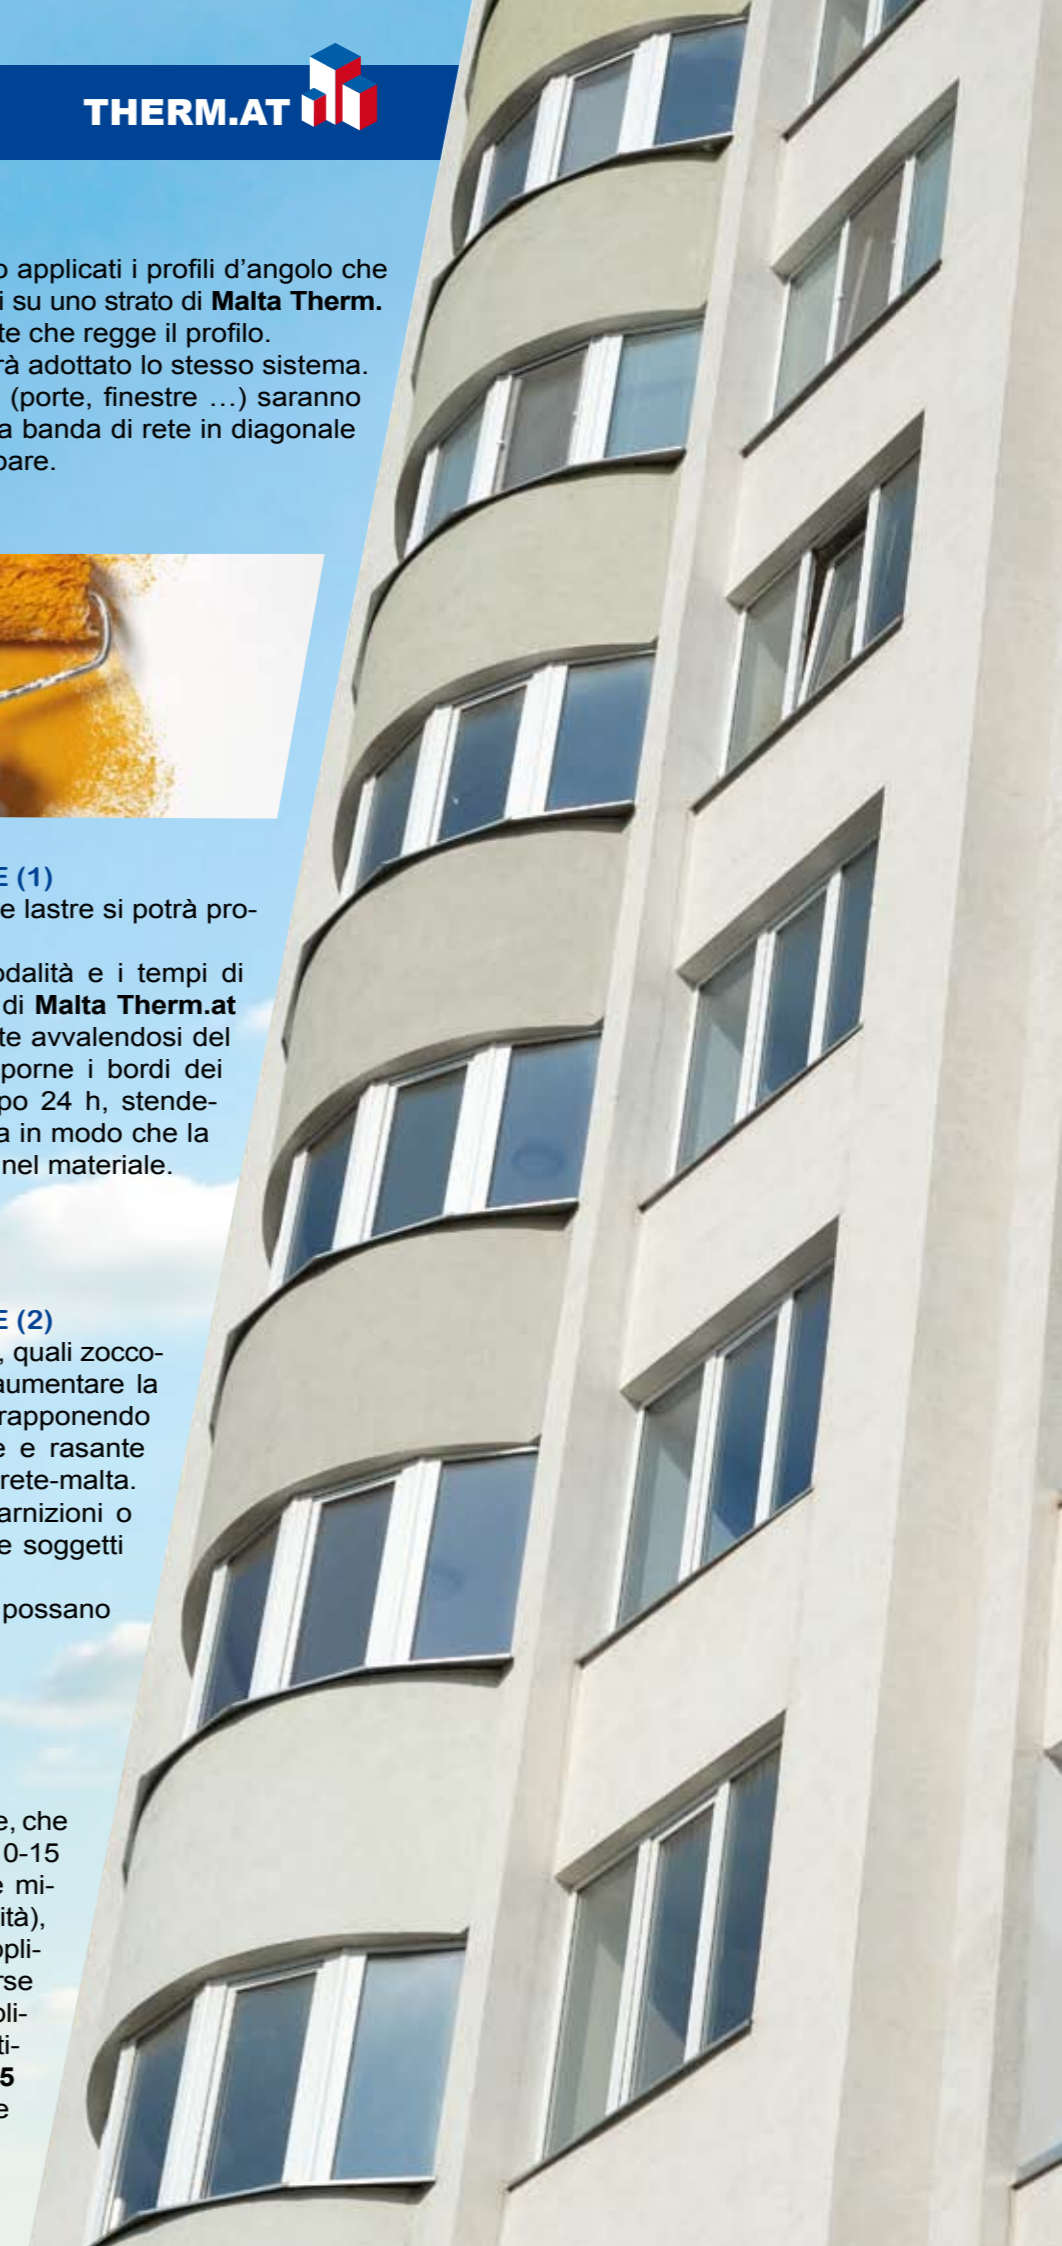 THERM.AT
o applicati i profili d’angolo che
i su uno strato di Malta Therm.
te che regge il profilo.
rà adottato lo stesso sistema.
(porte, finestre …) saranno
a banda di rete in diagonale
pare.
E (1)
e lastre si potrà pro-
odalità e i tempi di
di Malta Therm.at
te avvalendosi del
porne i bordi dei
po 24 h, stende-
a in modo che la
nel materiale.
E (2)
, quali zocco-
aumentare la
rapponendo
e e rasante
rete-malta.
arnizioni o
e soggetti
possano
e, che
0-15
e mi-
ità),
ppli-
rse
oli-
ti-
5
e